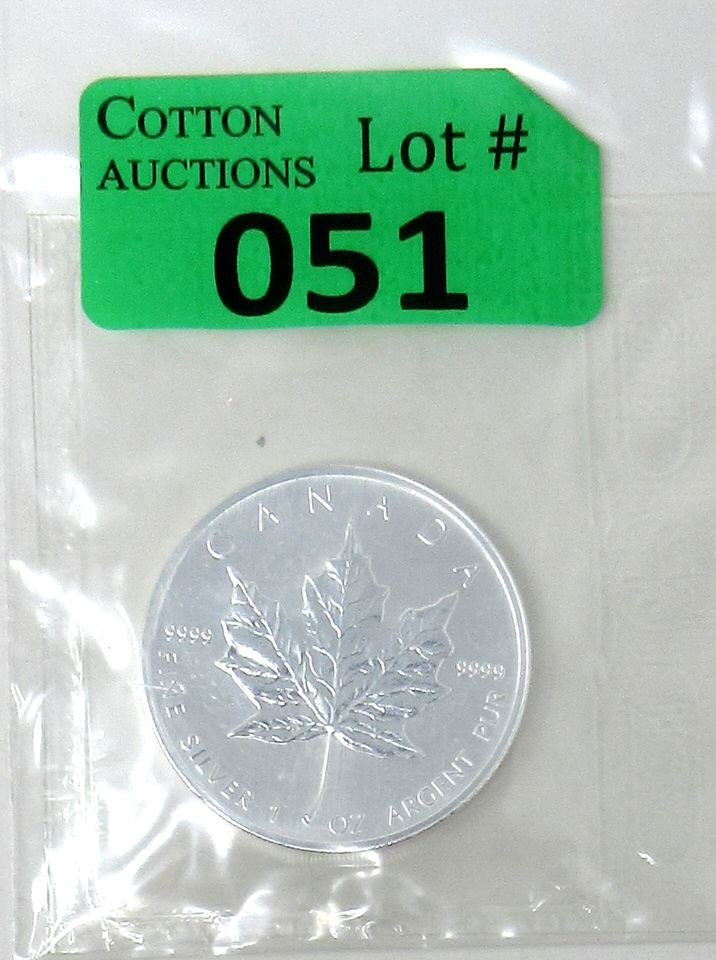 COTTON
AUCTIONS
Lot #
051
CANADA
9999
9999
FINE SILVER 1 OZ ARGENT PUR